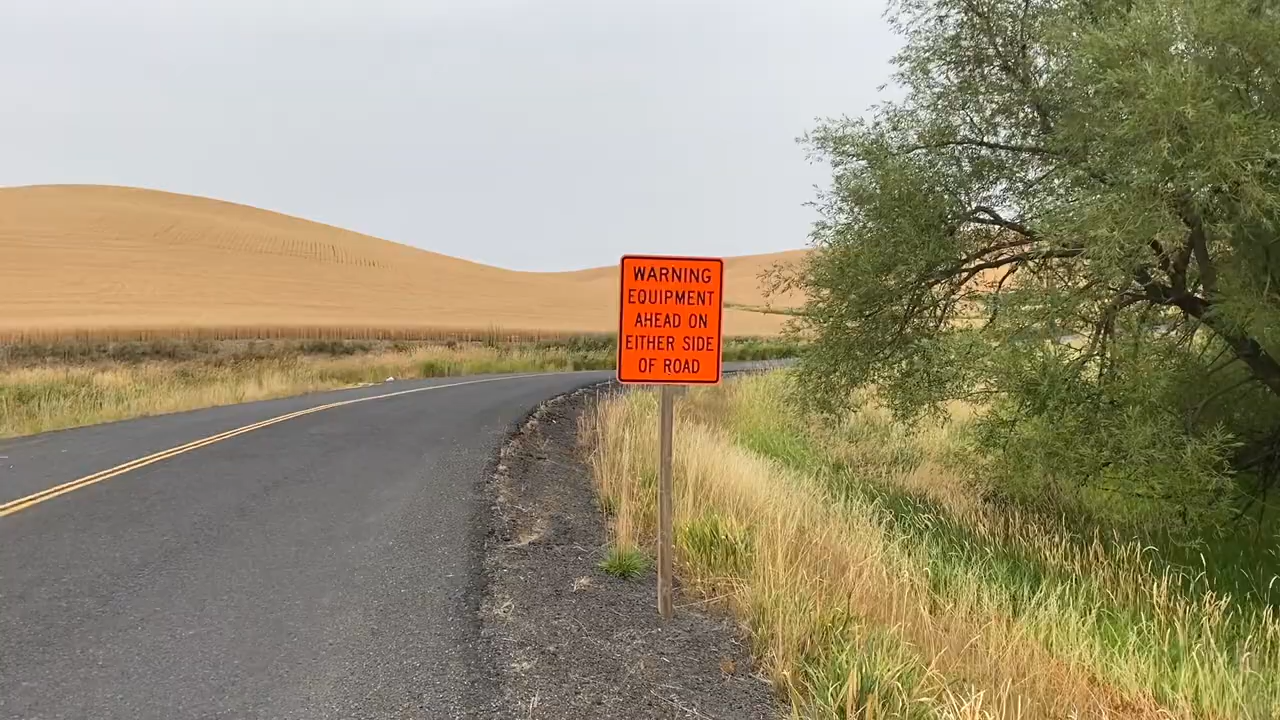 WARNING
EQUIPMENT
AHEAD ON
EITHER SIDE
OF ROAD